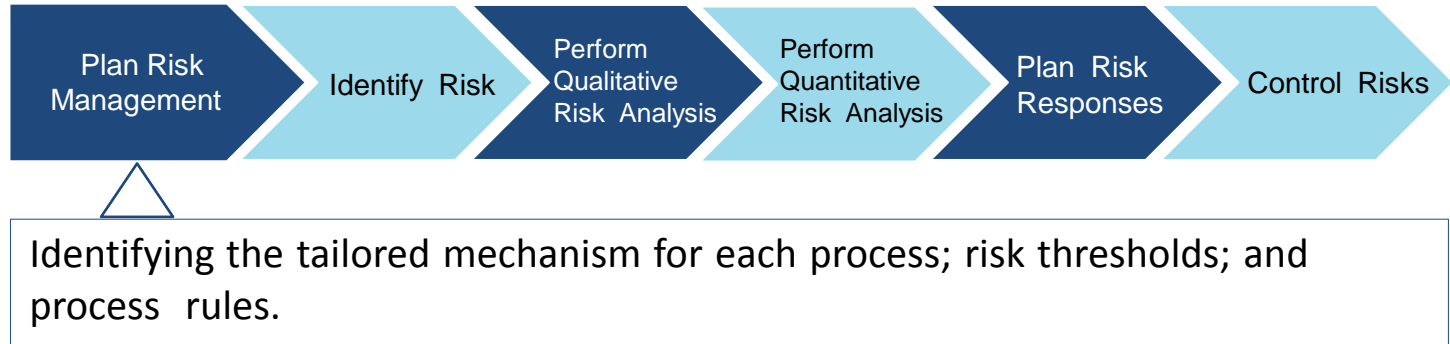 Plan Risk
Management
Identify Risk
Perform
Qualitative
Risk Analysis
Perform
Quantitative
Risk Analysis
Plan Risk
Responses
Control Risks
Identifying the tailored mechanism for each process; risk thresholds; and
process rules.